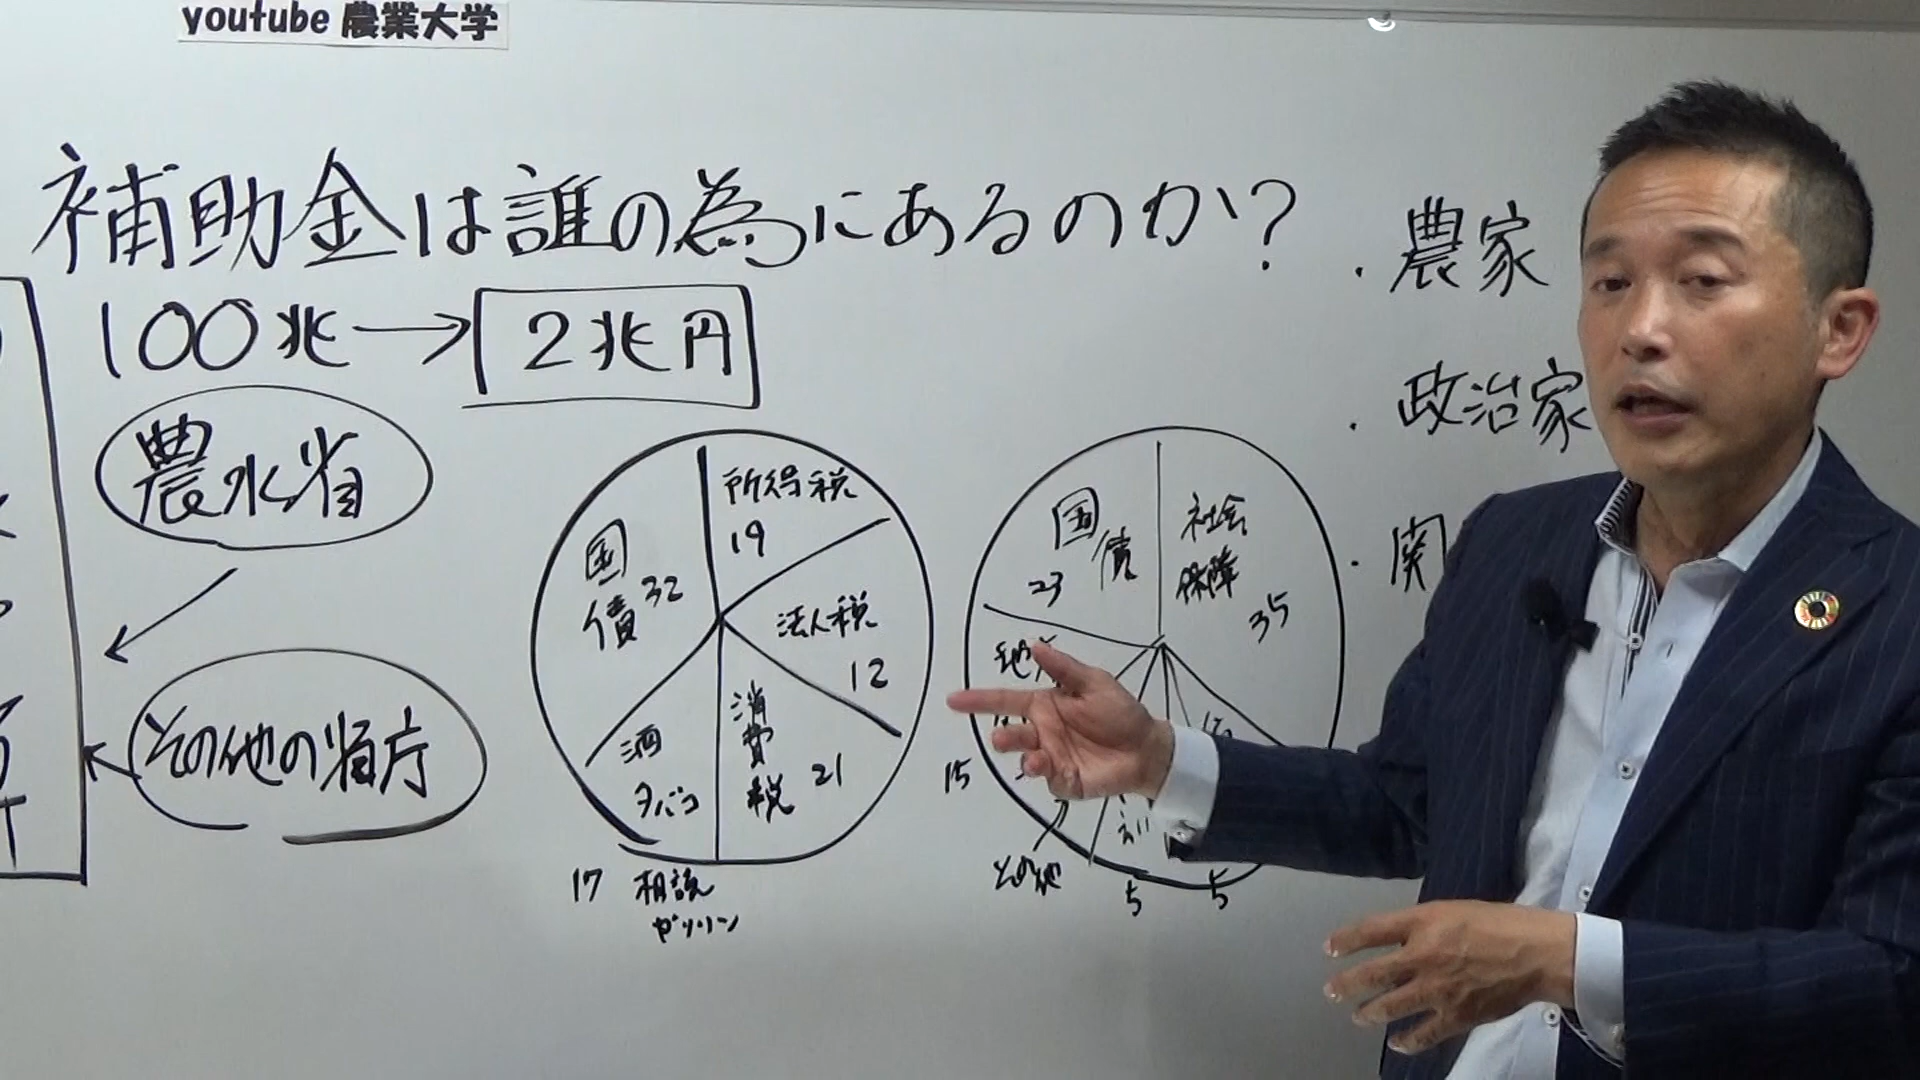 youtube 農業大学
補助金は誰の為にあるのか?
100兆→2兆円
農水省
その他の省庁
所得税
19
法人税
12
消費税 21
酒
タバコ
17 相談
ガソリン
国債 32
社会
保障
35
国債
23
地方
15
その他
5
5
・農家
・政治家
・関